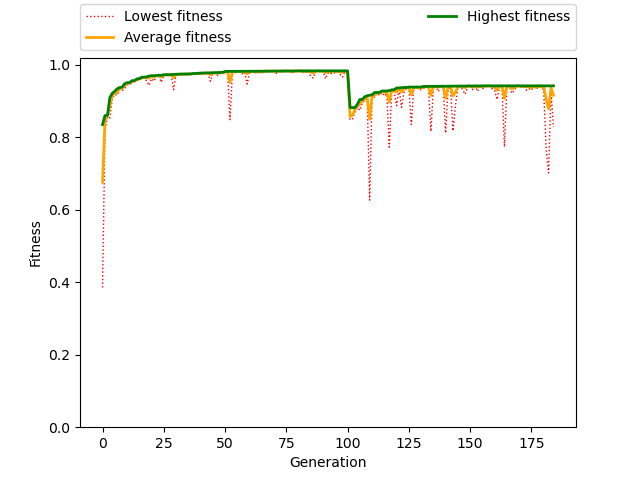 Lowest fitness
Average fitness
Highest fitness
1.0
0.8
0.6
0.4
0.2
0.0
Fitness
0 25 50 75 100 125 150 175
Generation